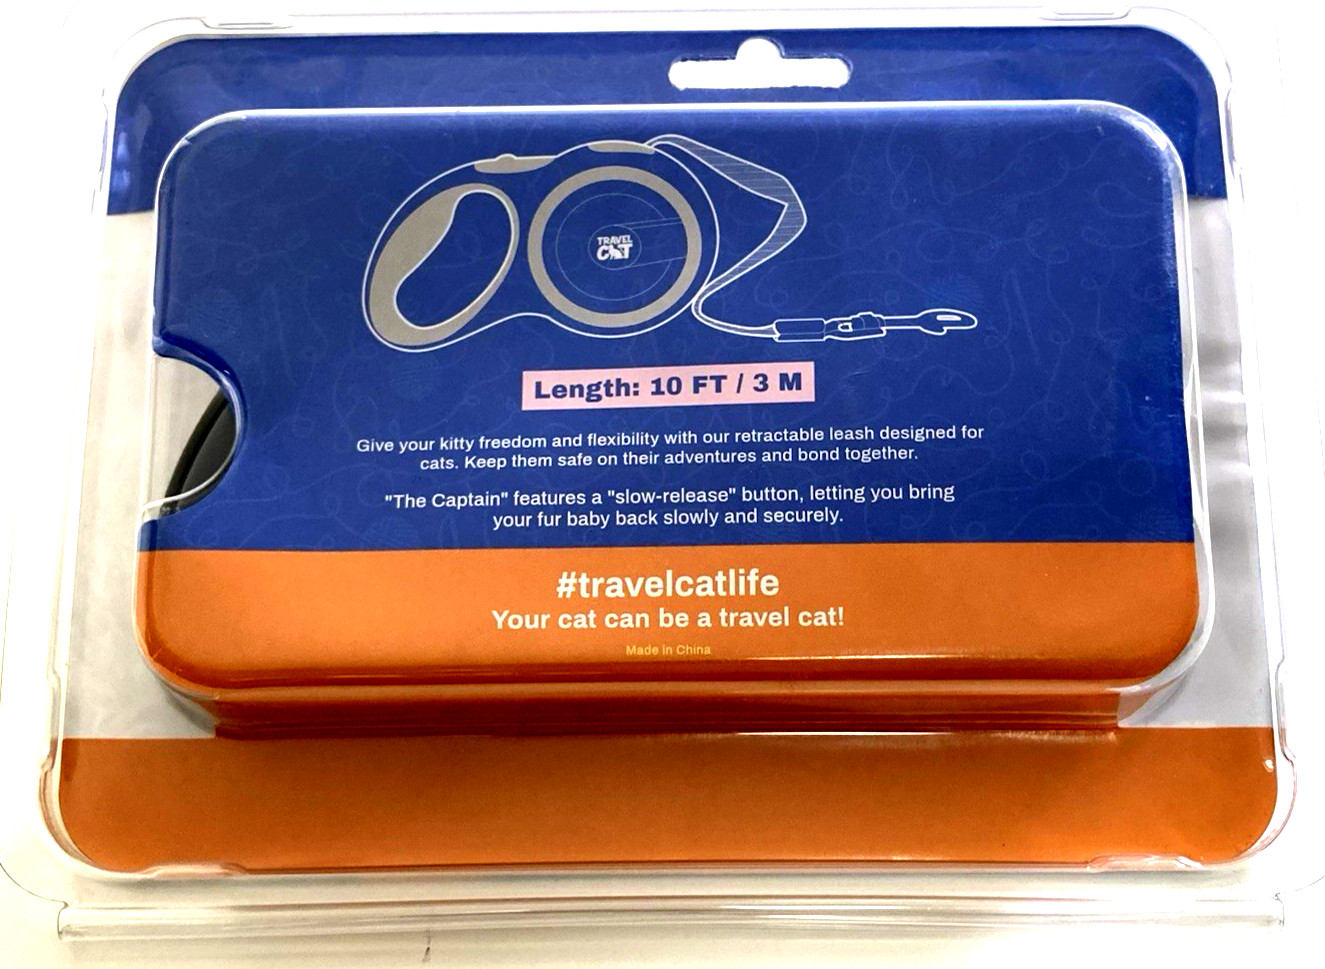 TRAVEL
CAT
Length: 10 FT / 3 M
Give your kitty freedom and flexibility with our retractable leash designed for
cats. Keep them safe on their adventures and bond together.
"The Captain" features a "slow-release" button, letting you bring
your fur baby back slowly and securely.
#travelcatlife
Your cat can be a travel cat!
Made in China